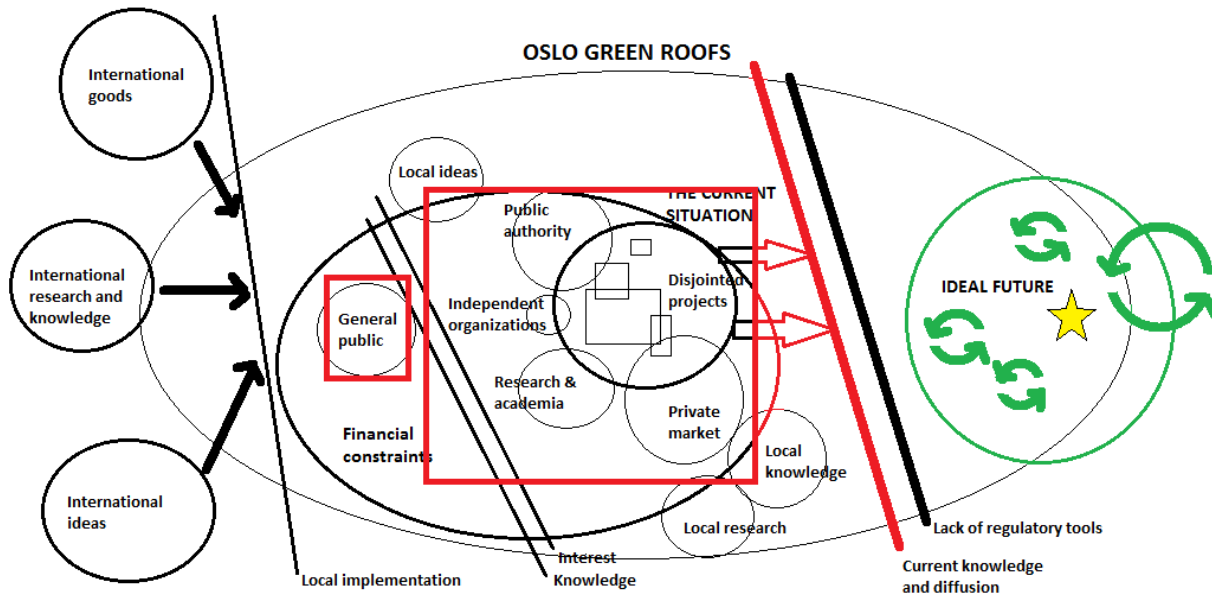 OSLO GREEN ROOFS
International
goods
International
research and
knowledge
International
ideas
Local ideas
THE CURRENT
SITUATION
Public
authority
Disjointed
projects
Independent
organizations
General
public
Research &
academia
Private
market
Financial
constraints
Local
knowledge
Local research
IDEAL FUTURE
Local implementation
Interest
Knowledge
Lack of regulatory tools
Current knowledge
and diffusion